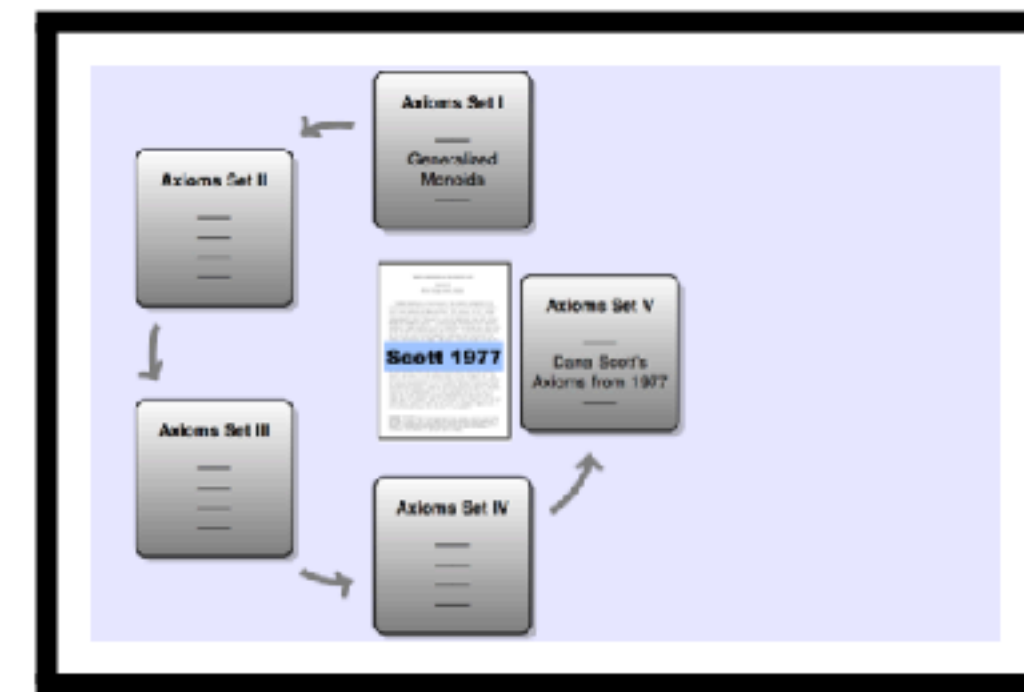 Axioms Set I
Generalized
Monoids
Axioms Set II
Scott 1977
Axioms Set V
Dana Scott's
Axioms from 1977
Axioms Set III
Axioms Set IV